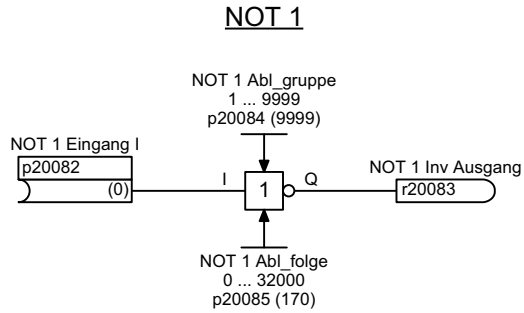 NOT 1
NOT 1 Abl_gruppe
1 ... 9999
p20084 (9999)
NOT 1 Eingang I
p20082
(0)
I
1
Q
NOT 1 Inv Ausgang
r20083
NOT 1 Abl_folge
0 ... 32000
p20085 (170)